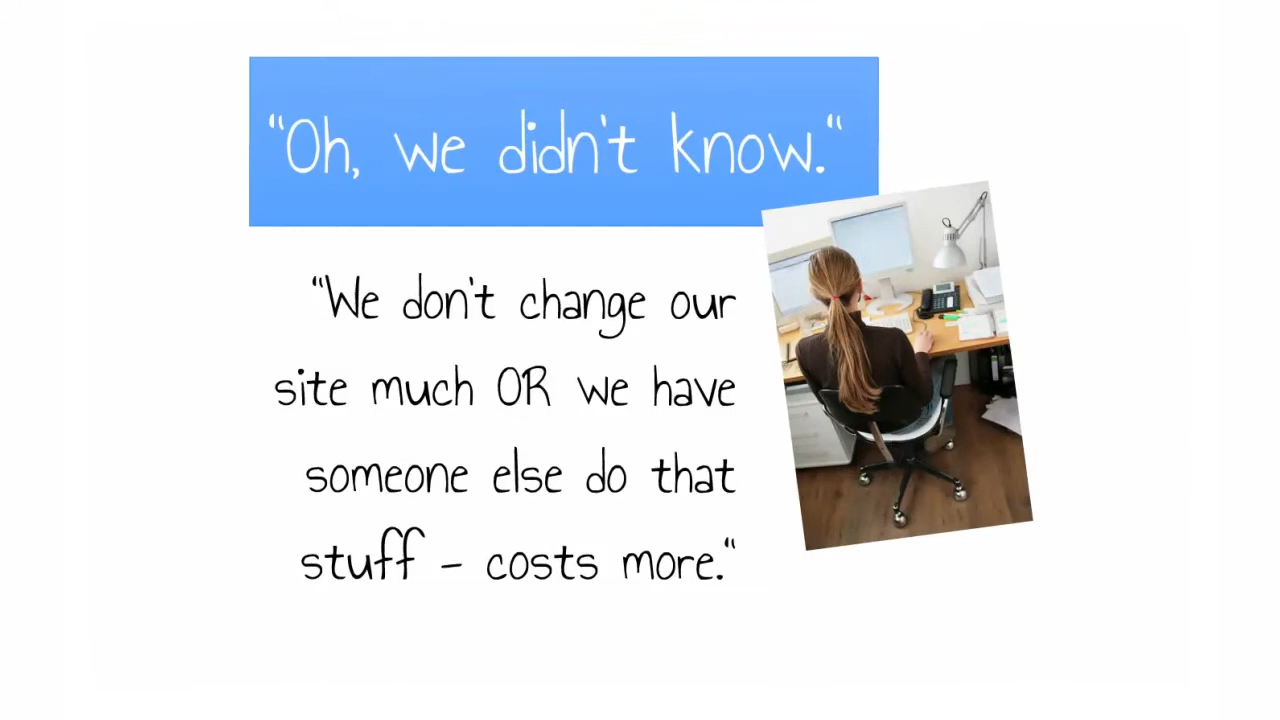 "Oh, we didn't know."
"We don't change our
site much OR we have
someone else do that
stuff - costs more."